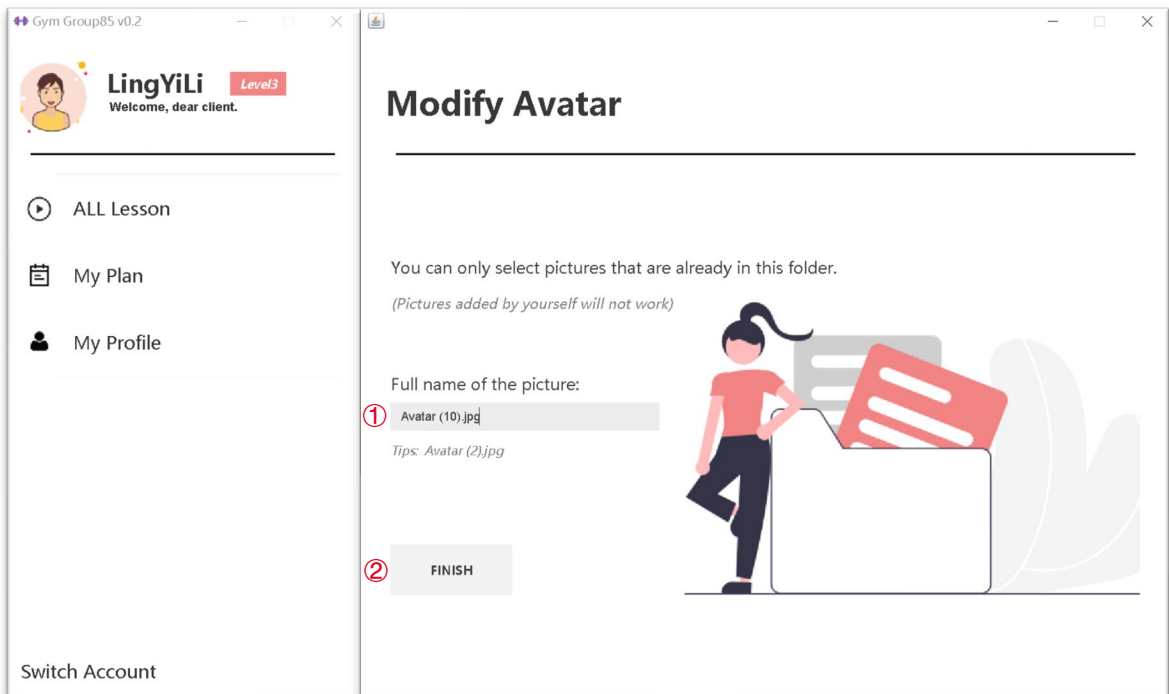 Gym Group85 v0.2
LingYiLi
Level3
Welcome, dear client.
ALL Lesson
My Plan
My Profile
Switch Account
Modify Avatar
You can only select pictures that are already in this folder.
(Pictures added by yourself will not work)
Full name of the picture:
① Avatar (10).jpg
Tips: Avatar (2).jpg
② FINISH